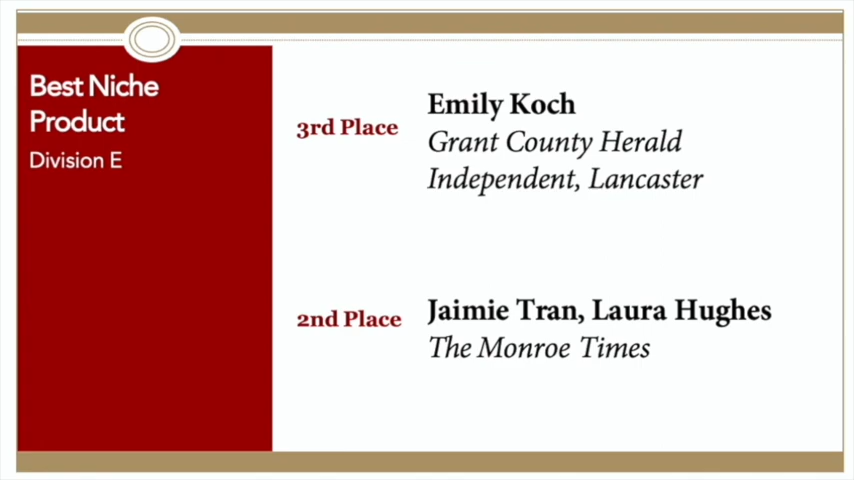 Best Niche
Product
Division E
3rd Place
Emily Koch
Grant County Herald
Independent, Lancaster
2nd Place
Jaimie Tran, Laura Hughes
The Monroe Times